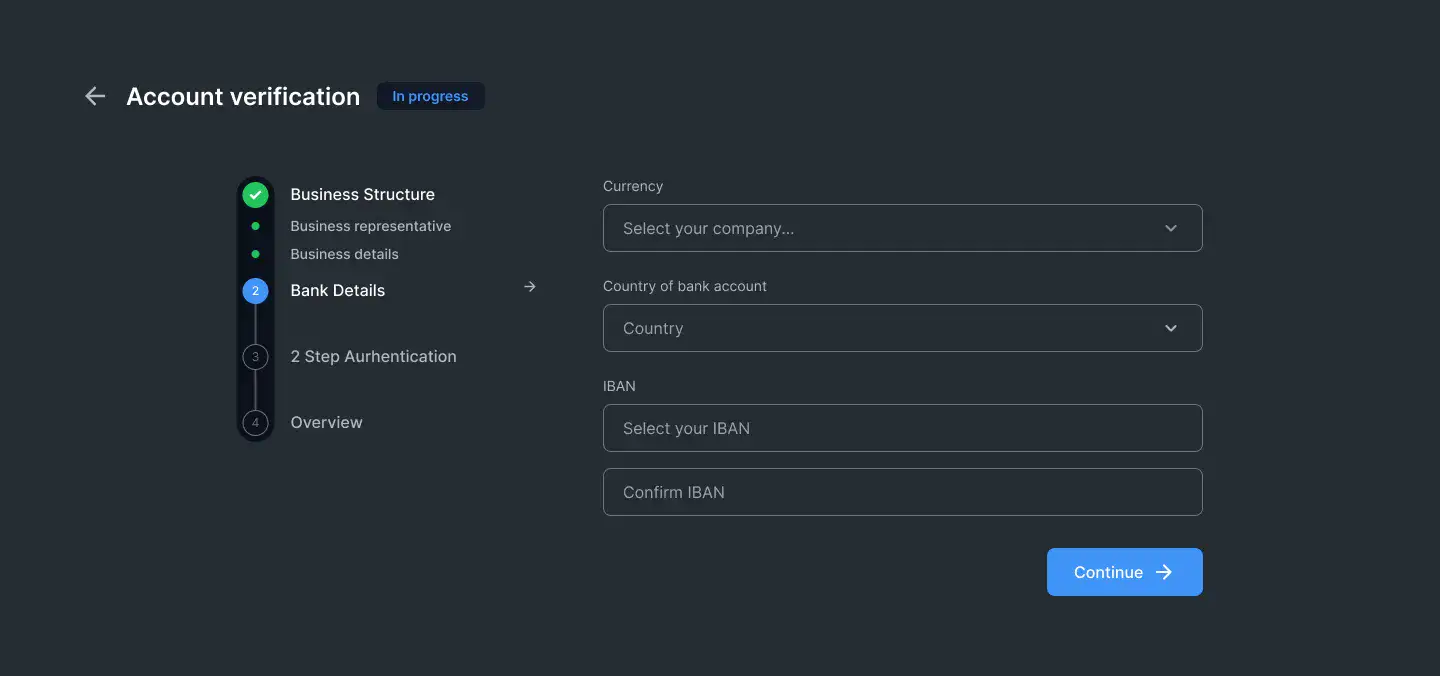 Account verification
In progress
Business Structure
Business representative
Business details
2 Bank Details
3 2 Step Aurhentication
4 Overview
Currency
Select your company...
Country of bank account
Country
IBAN
Select your IBAN
Confirm IBAN
Continue